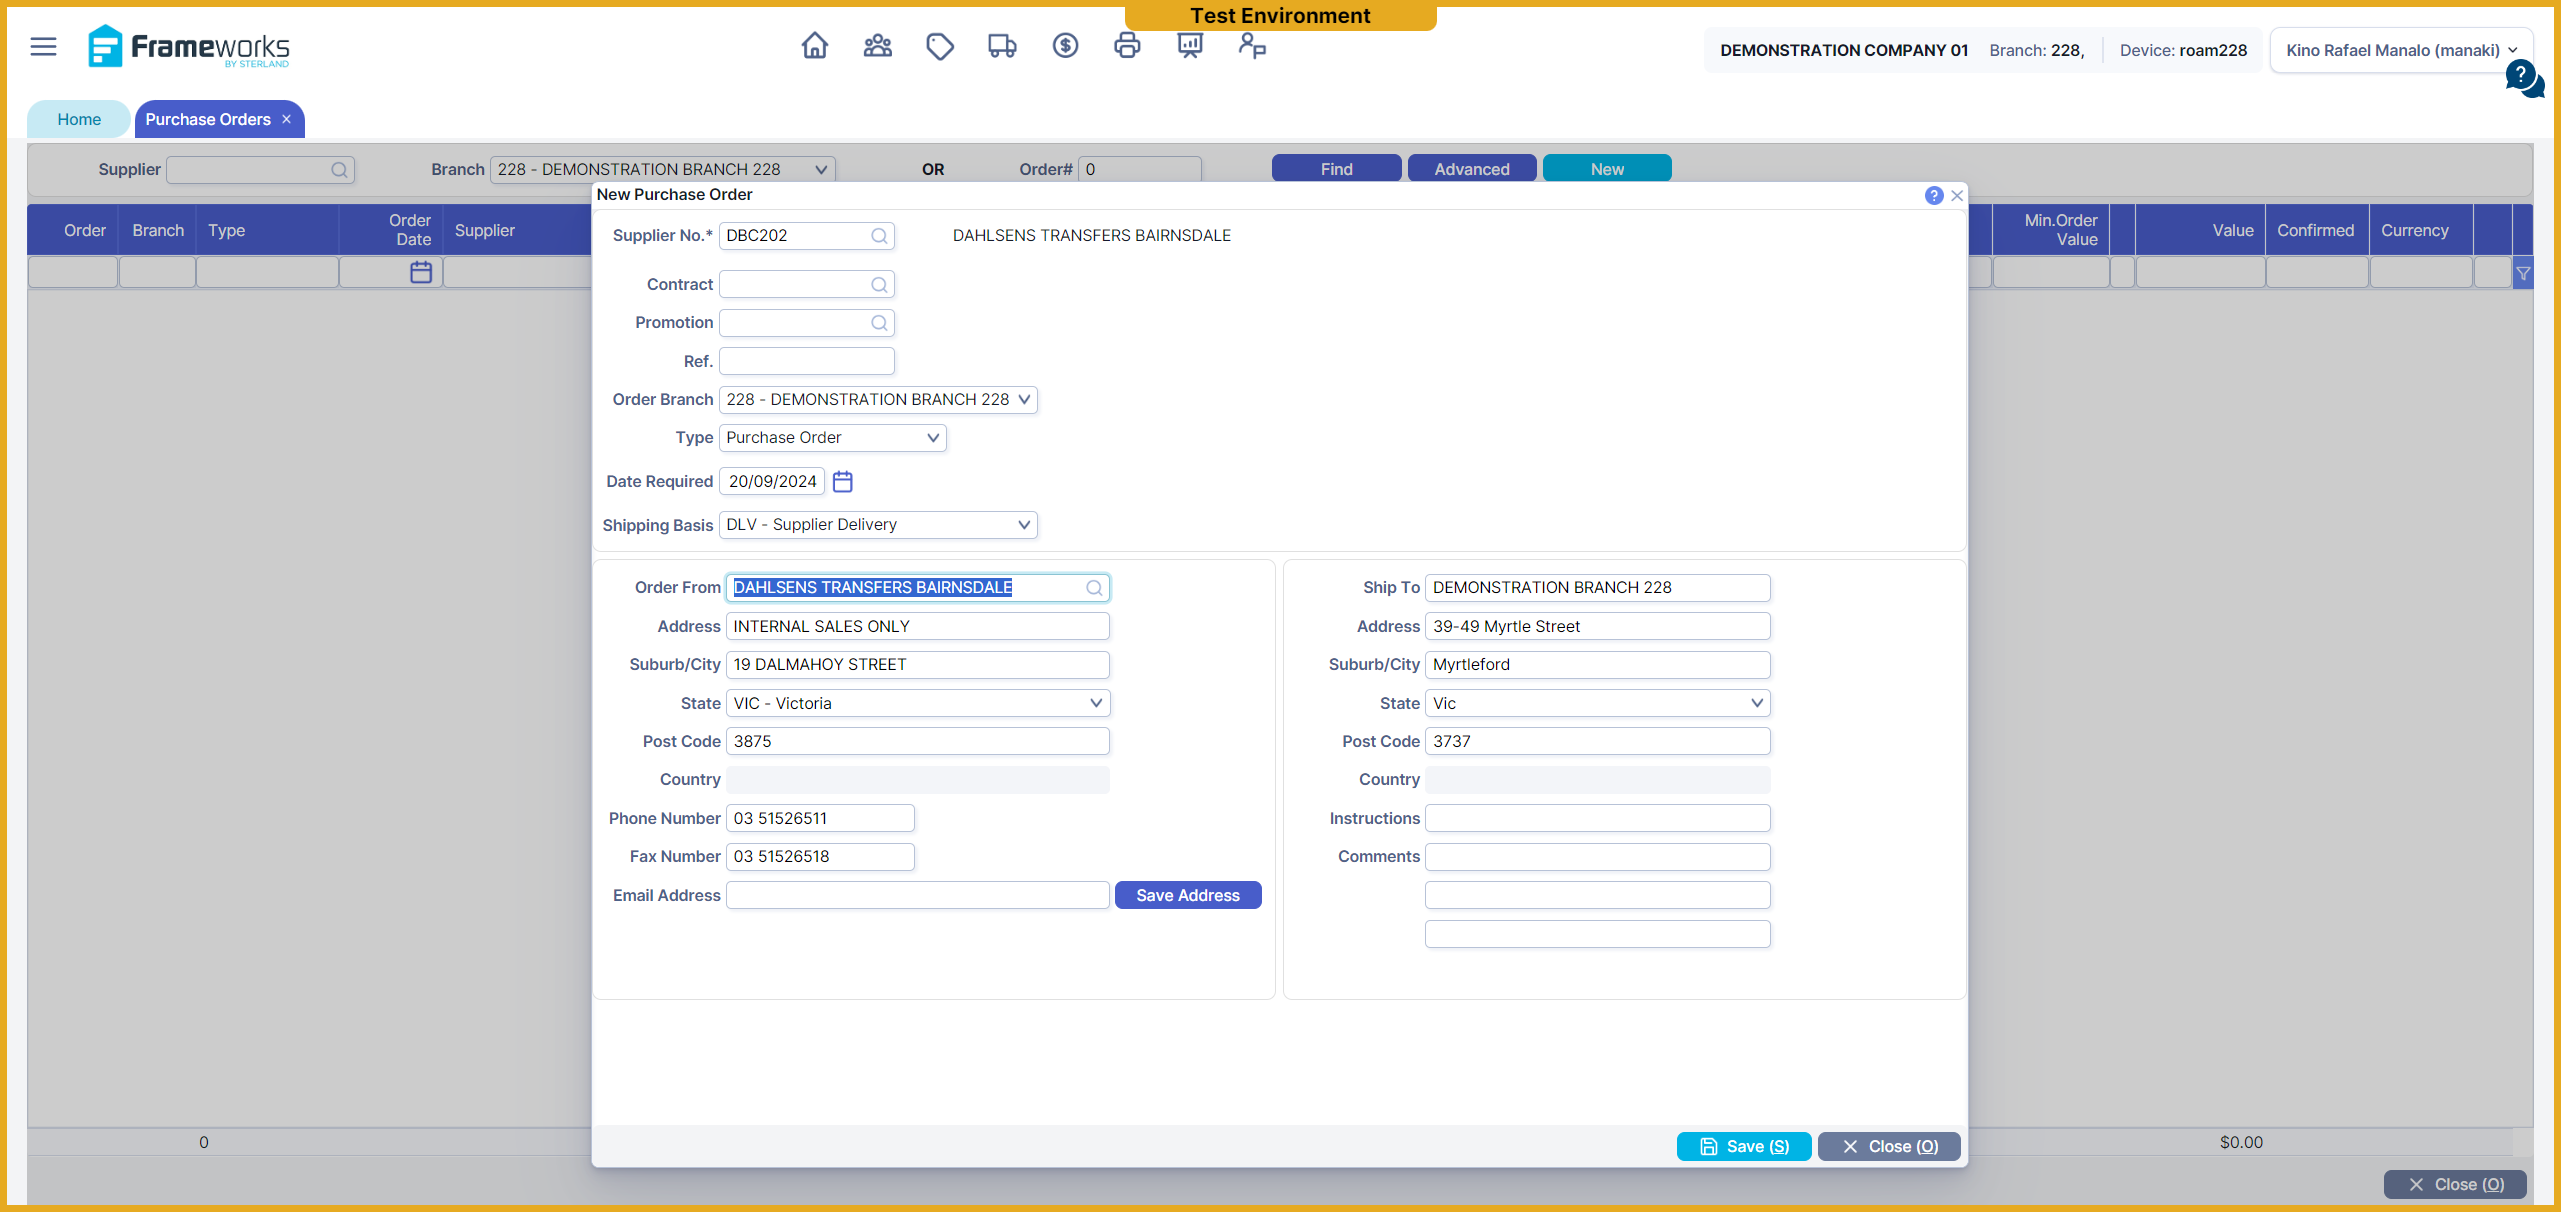 Test Environment
Frameworks
BY STERLAND
DEMONSTRATION COMPANY 01 Branch: 228, Device: roam228 Kino Rafael Manalo (manaki)
?
Home Purchase Orders ×
Supplier Branch 228 - DEMONSTRATION BRANCH 228 OR Order# 0 Find Advanced New
New Purchase Order ?
Order Branch Type Order Date Supplier Min.Order Value Value Confirmed Currency
Supplier No.* DBC202 DAHLSENS TRANSFERS BAIRNSDALE
Contract
Promotion
Ref.
Order Branch 228 - DEMONSTRATION BRANCH 228
Type Purchase Order
Date Required 20/09/2024
Shipping Basis DLV - Supplier Delivery
Order From DAHLSENS TRANSFERS BAIRNSDALE
Address INTERNAL SALES ONLY
Suburb/City 19 DALMAHOY STREET
State VIC - Victoria
Post Code 3875
Country
Phone Number 03 51526511
Fax Number 03 51526518
Email Address Save Address
Ship To DEMONSTRATION BRANCH 228
Address 39-49 Myrtle Street
Suburb/City Myrtleford
State Vic
Post Code 3737
Country
Instructions
Comments
0 $0.00
Save (S) Close (O)
Close (O)